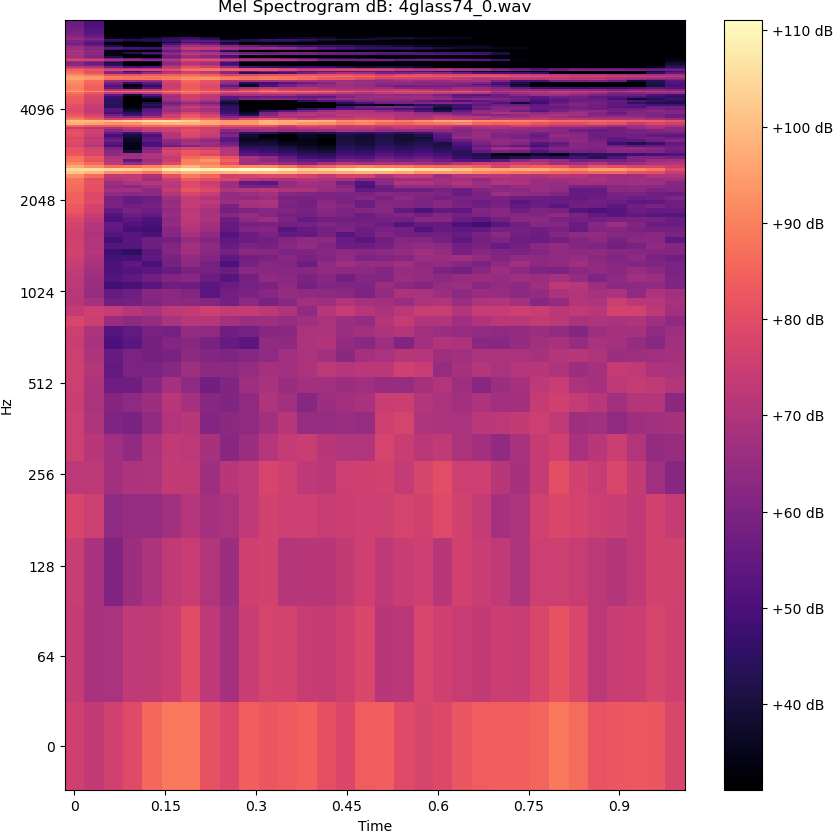 Mel Spectrogram dB: 4glass74_0.wav
+110 dB
4096
+100 dB
+90 dB
2048
1024
+80 dB
512
Hz
+70 dB
256
+60 dB
128
+50 dB
64
+40 dB
0
0 0.15 0.3 0.45 0.6 0.75 0.9
Time